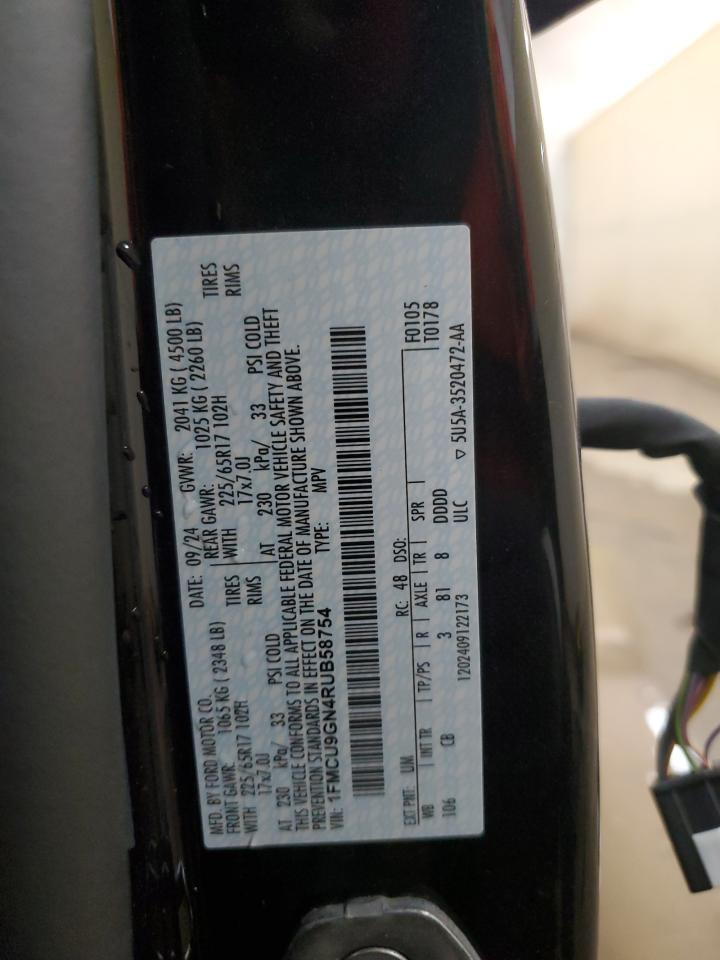 MFD. BY FORD MOTOR CO. DATE: 09/24 GVWR: 2041 KG ( 4500 LB)
FRONT GAWR: 1065 KG ( 2348 LB) REAR GAWR: 1025 KG ( 2260 LB)
WITH 225/65R17 102H TIRES WITH 225/65R17 102H TIRES
17x7.0J RIMS 17x7.0J RIMS
AT 230 kPa/ 33 PSI COLD AT 230 kPa/ 33 PSI COLD
THIS VEHICLE CONFORMS TO ALL APPLICABLE FEDERAL MOTOR VEHICLE SAFETY AND THEFT
PREVENTION STANDARDS IN EFFECT ON THE DATE OF MANUFACTURE SHOWN ABOVE.
VIN: 1FMCU9GN4RUB58754 TYPE: MPV
EXT PNT: UM RC: 48 DSO: F0105
WB INT TR TP/PS R AXLE TR SPR T0178
106 CB 3 81 8 DDDD
1202409122173 ULC ▽ 5U5A-3520472-AA